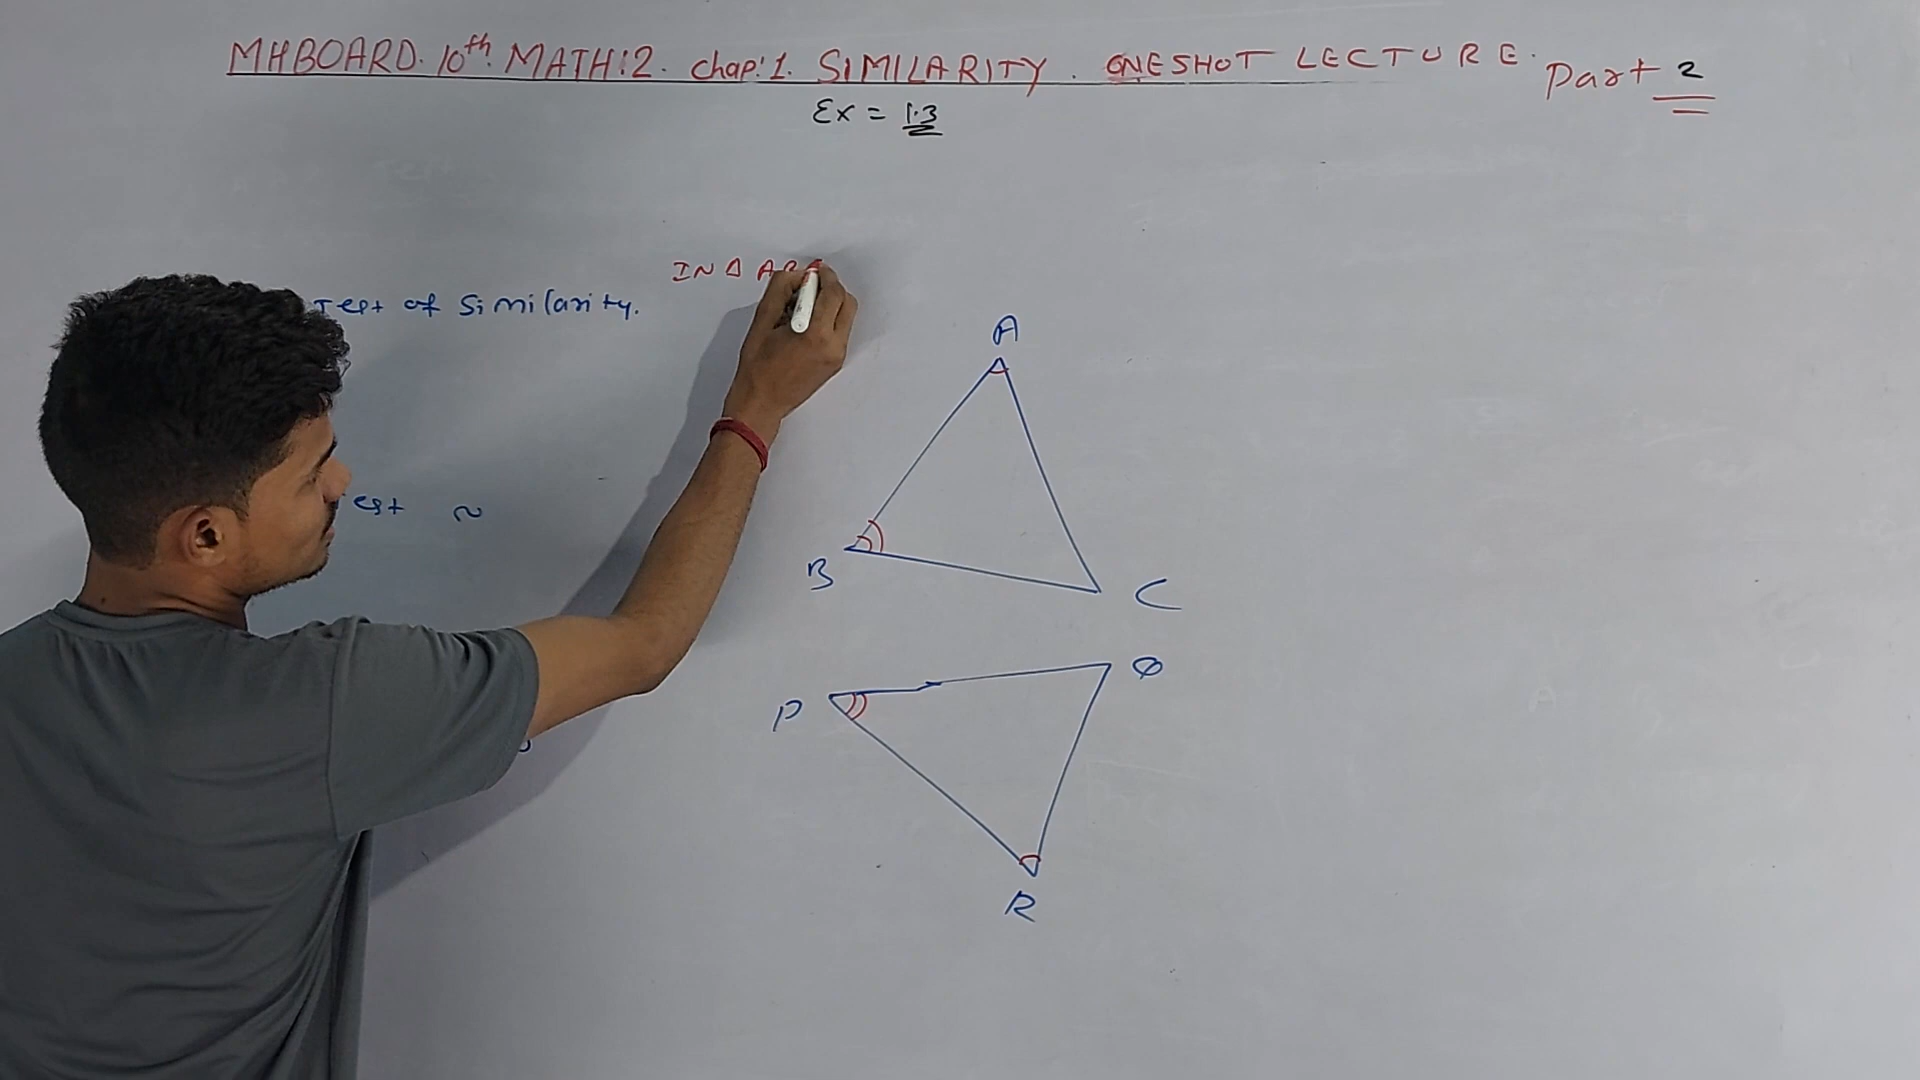 MHBOARD. 10th MATH:2. chap:1. SIMILARITY. ONESHOT LECTURE. Part 2
Ex = 1.3
IN Δ AB
Test of Similarity.
A
est ~
B
C
Q
P
R